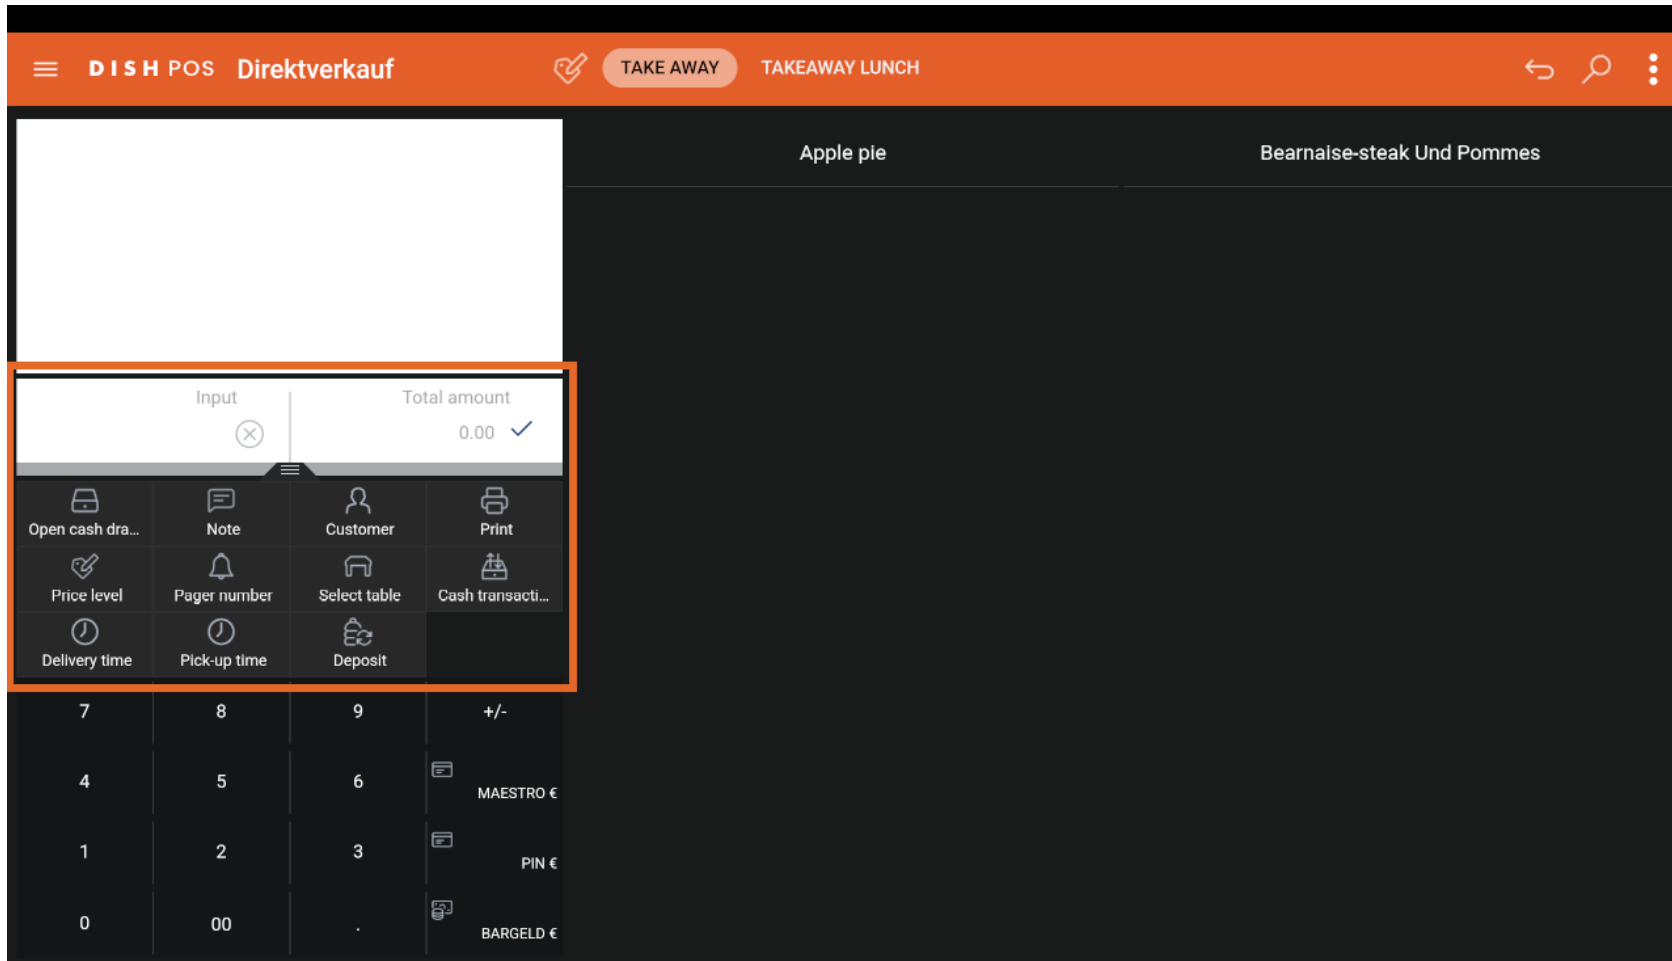 DISH POS Direktverkauf TAKE AWAY TAKEAWAY LUNCH
Apple pie Bearnaise-steak Und Pommes
Input Total amount
0.00
Open cash dra... Note Customer Print
Price level Pager number Select table Cash transacti...
Delivery time Pick-up time Deposit
7 8 9 +/-
4 5 6 MAESTRO €
1 2 3 PIN €
0 00 . BARGELD €